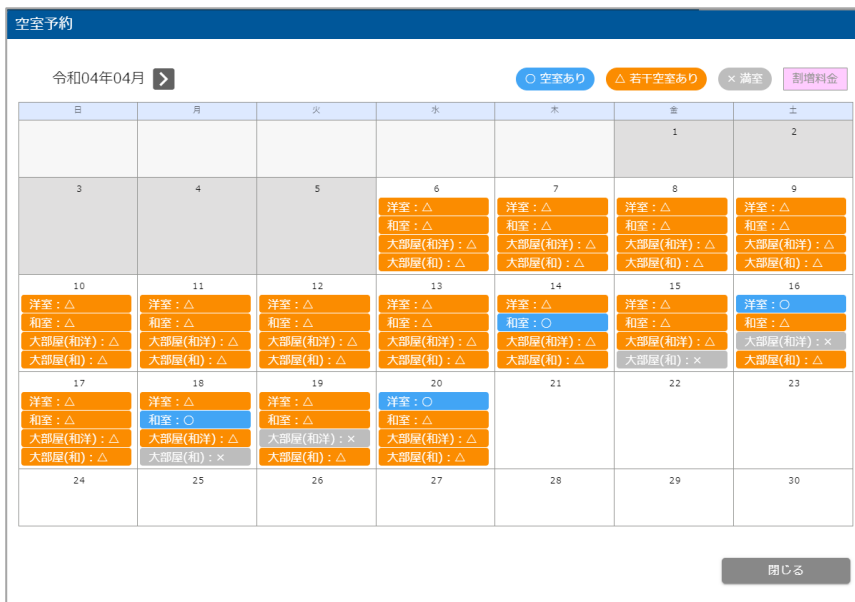 空室予約
令和04年04月
○ 空室あり △ 若干空室あり × 満室 割増料金
日 月 火 水 木 金 土
1 2
3 4 5 6 7 8 9
洋室：△ 洋室：△ 洋室：△ 洋室：△
和室：△ 和室：△ 和室：△ 和室：△
大部屋(和洋)：△ 大部屋(和洋)：△ 大部屋(和洋)：△ 大部屋(和洋)：△
大部屋(和)：△ 大部屋(和)：△ 大部屋(和)：△ 大部屋(和)：△
10 11 12 13 14 15 16
洋室：△ 洋室：△ 洋室：△ 洋室：△ 洋室：△ 洋室：△ 洋室：○
和室：△ 和室：△ 和室：△ 和室：△ 和室：○ 和室：△ 和室：△
大部屋(和洋)：△ 大部屋(和洋)：△ 大部屋(和洋)：△ 大部屋(和洋)：△ 大部屋(和洋)：△ 大部屋(和洋)：△ 大部屋(和洋)：×
大部屋(和)：△ 大部屋(和)：△ 大部屋(和)：△ 大部屋(和)：△ 大部屋(和)：△ 大部屋(和)：× 大部屋(和)：△
17 18 19 20 21 22 23
洋室：△ 洋室：△ 洋室：△ 洋室：○
和室：△ 和室：○ 和室：△ 和室：△
大部屋(和洋)：△ 大部屋(和洋)：△ 大部屋(和洋)：× 大部屋(和洋)：△
大部屋(和)：△ 大部屋(和)：× 大部屋(和)：△ 大部屋(和)：△
24 25 26 27 28 29 30
閉じる